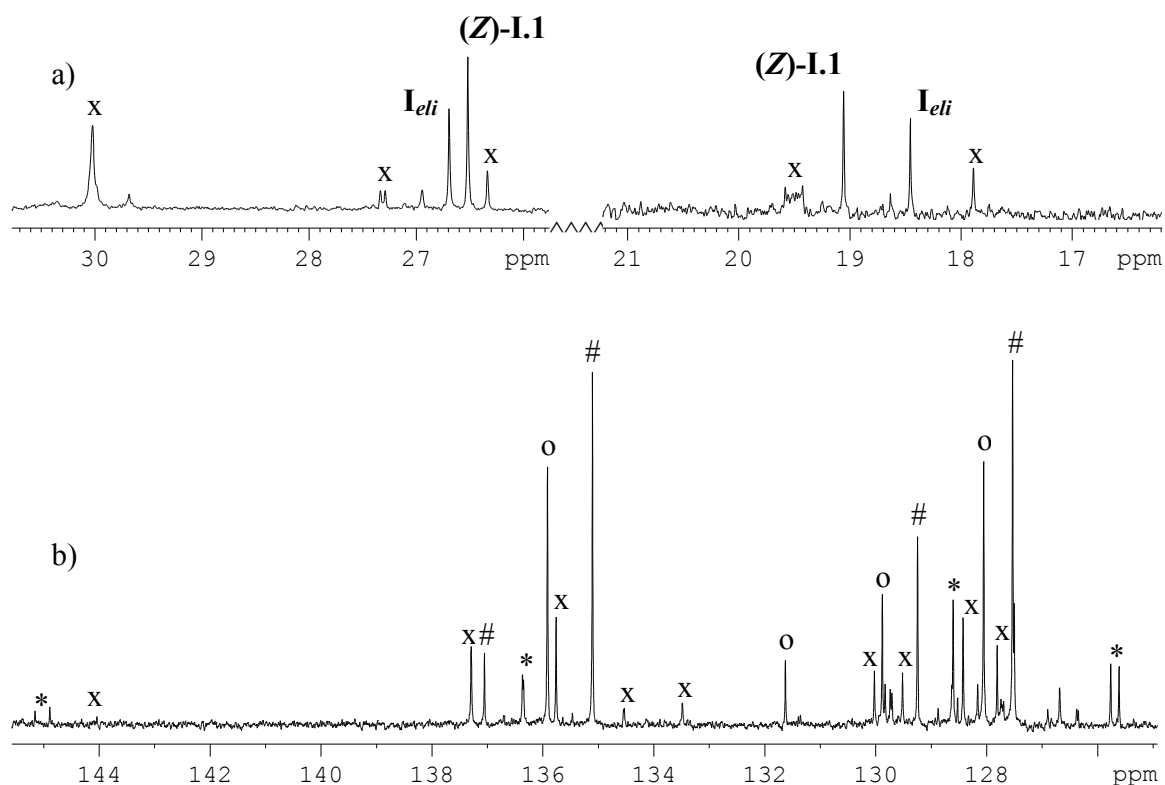 (Z)-I.1
(Z)-I.1
a)
x
I_eli
I_eli
x
x
x
x
30 29 28 27 ppm 21 20 19 18 17 ppm
#
#
o
o
b)
#
x
o
*
x
x
#
*
x
x
x
o
*
*
x
x
x
144 142 140 138 136 134 132 130 128 ppm